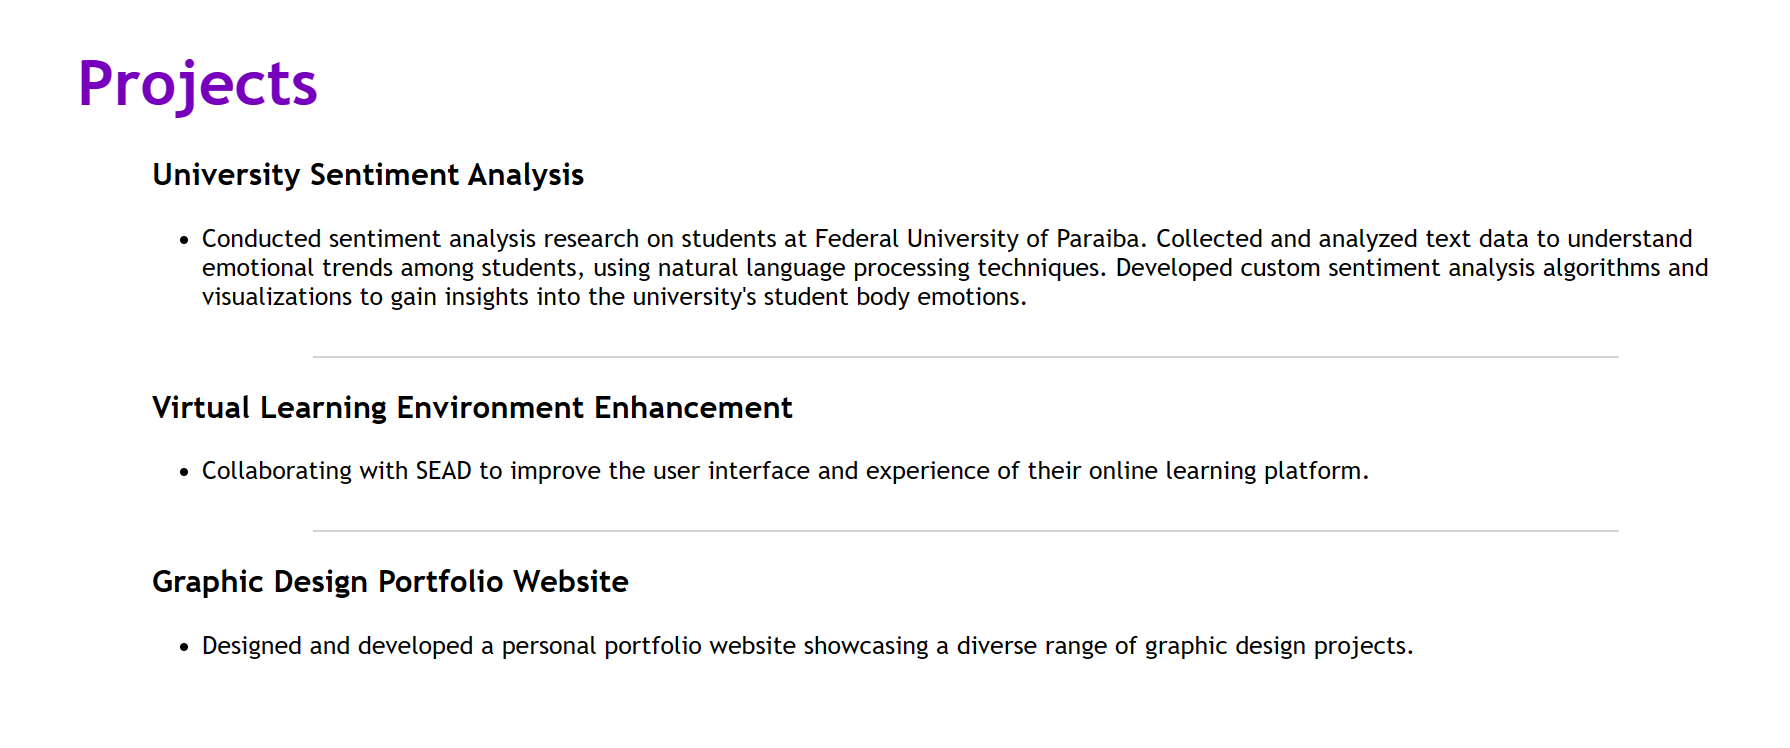 Projects
University Sentiment Analysis
• Conducted sentiment analysis research on students at Federal University of Paraiba. Collected and analyzed text data to understand
emotional trends among students, using natural language processing techniques. Developed custom sentiment analysis algorithms and
visualizations to gain insights into the university's student body emotions.
Virtual Learning Environment Enhancement
• Collaborating with SEAD to improve the user interface and experience of their online learning platform.
Graphic Design Portfolio Website
• Designed and developed a personal portfolio website showcasing a diverse range of graphic design projects.